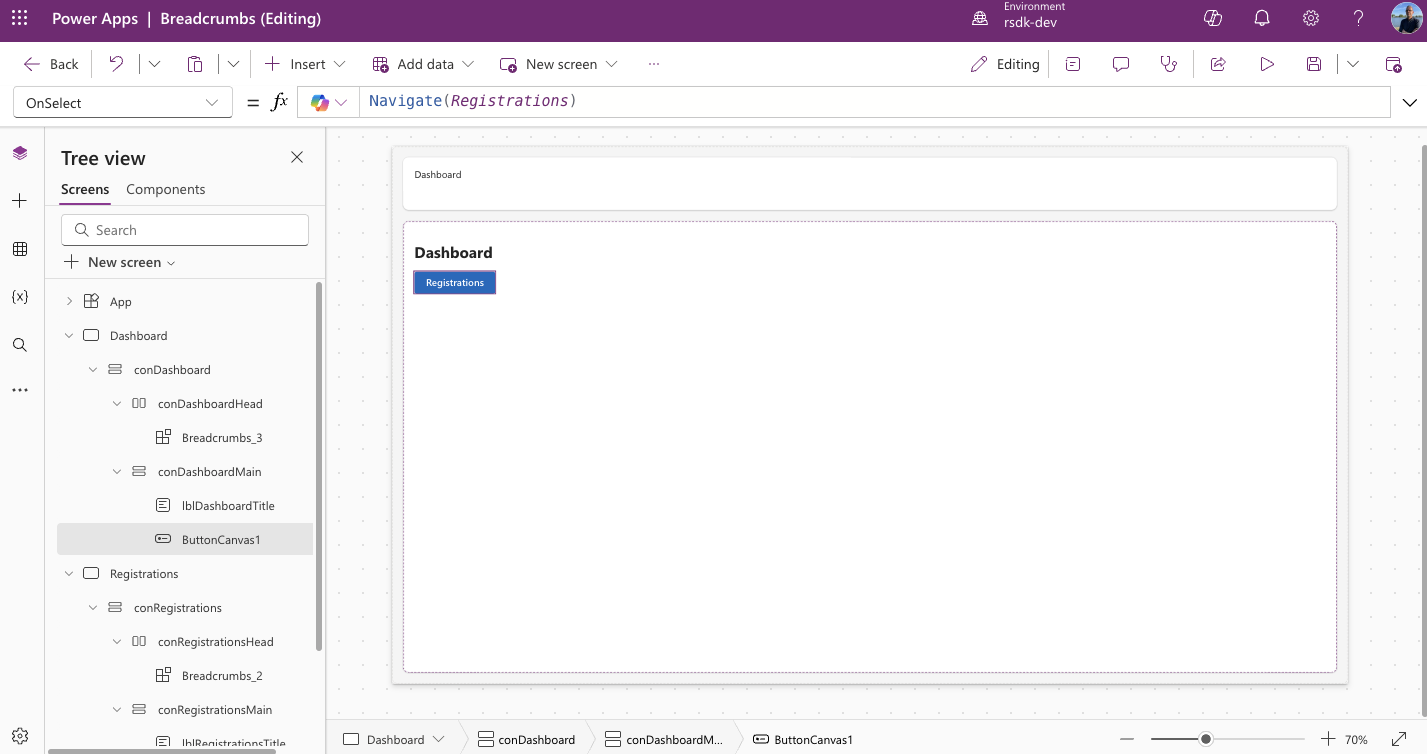 Power Apps | Breadcrumbs (Editing)
Environment
rsdk-dev
Back
Insert
Add data
New screen
Editing
OnSelect
= fx
Navigate(Registrations)
Tree view
Screens
Components
Search
New screen
App
Dashboard
conDashboard
conDashboardHead
Breadcrumbs_3
conDashboardMain
lblDashboardTitle
ButtonCanvas1
Registrations
conRegistrations
conRegistrationsHead
Breadcrumbs_2
conRegistrationsMain
lblRegistrationsTitle
Dashboard
Dashboard
Registrations
Dashboard
conDashboard
conDashboardM...
ButtonCanvas1
70%